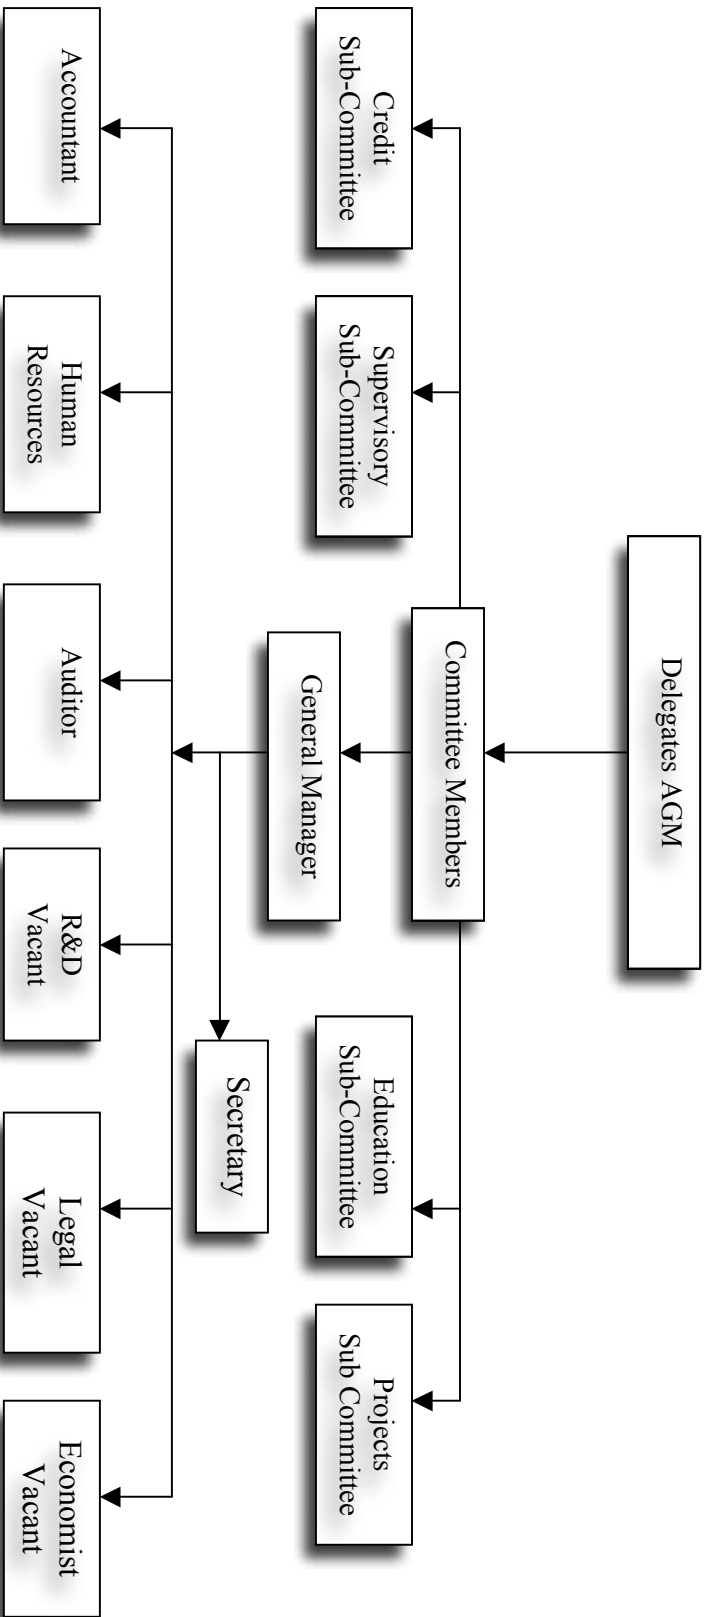 Delegates AGM
Committee Members
Credit
Sub-Committee
Supervisory
Sub-Committee
Education
Sub-Committee
Projects
Sub Committee
General Manager
Secretary
Accountant
Human
Resources
Auditor
R&D
Vacant
Legal
Vacant
Economist
Vacant